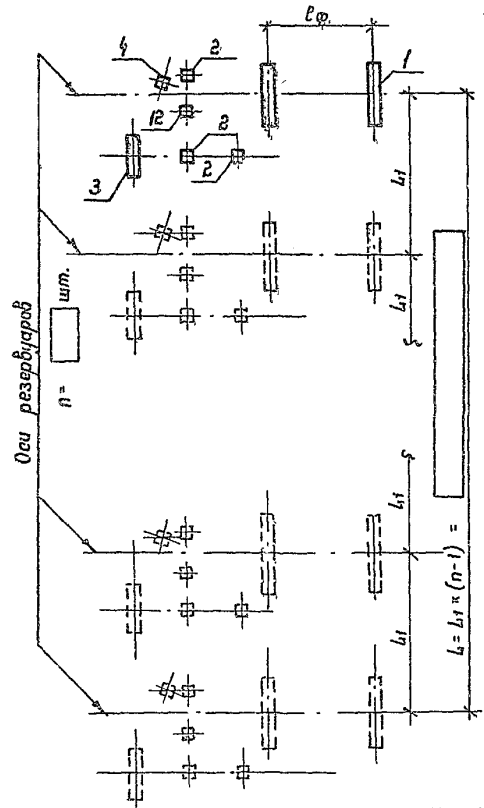 Оси резервуаров
n= шт.
4
2
12
2
2
3
1
lф.
L1
L1
L1
L1
L = L1 × (n-1) =